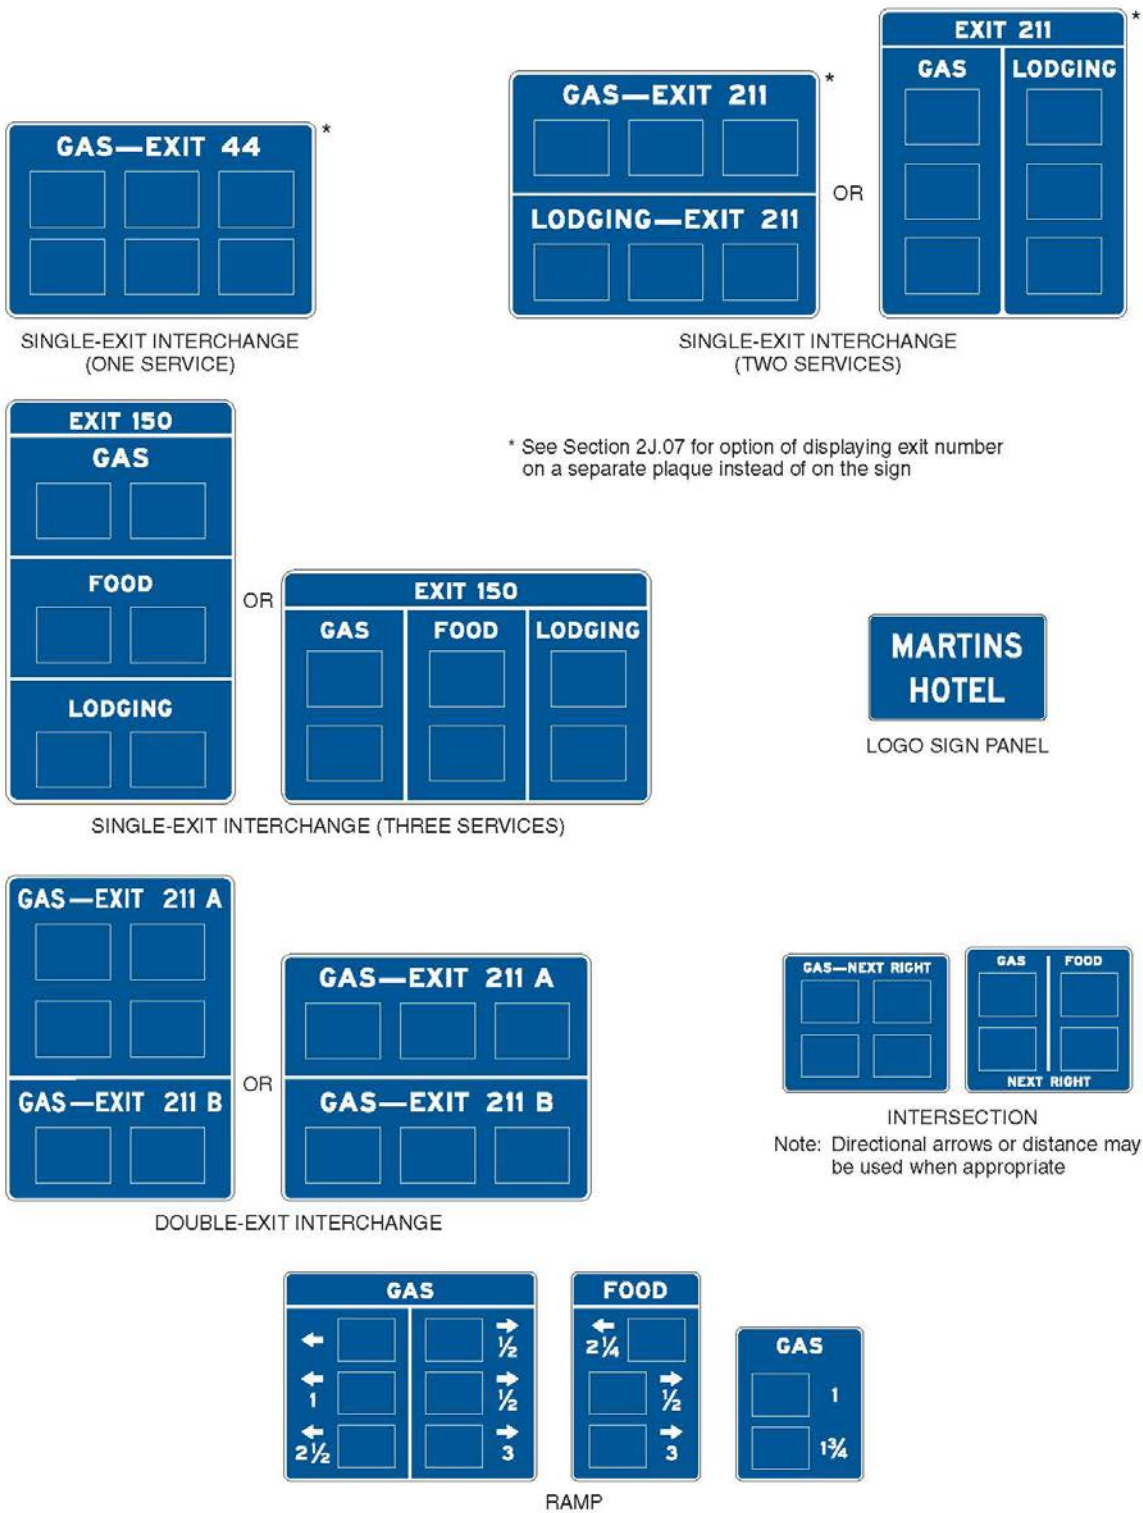 *
GAS—EXIT 44
SINGLE-EXIT INTERCHANGE
(ONE SERVICE)
*
GAS—EXIT 211
LODGING—EXIT 211
OR
*
EXIT 211
GAS LODGING
SINGLE-EXIT INTERCHANGE
(TWO SERVICES)
* See Section 2J.07 for option of displaying exit number
on a separate plaque instead of on the sign
EXIT 150
GAS
FOOD
LODGING
OR
EXIT 150
GAS FOOD LODGING
SINGLE-EXIT INTERCHANGE (THREE SERVICES)
MARTINS
HOTEL
LOGO SIGN PANEL
GAS—EXIT 211 A
GAS—EXIT 211 B
OR
GAS—EXIT 211 A
GAS—EXIT 211 B
DOUBLE-EXIT INTERCHANGE
GAS—NEXT RIGHT
GAS FOOD
NEXT RIGHT
INTERSECTION
Note: Directional arrows or distance may
be used when appropriate
GAS
← → ½
← 1 → ½
← 2½ → 3
FOOD
← 2¼
→ ½
→ 3
GAS
1
1¾
RAMP